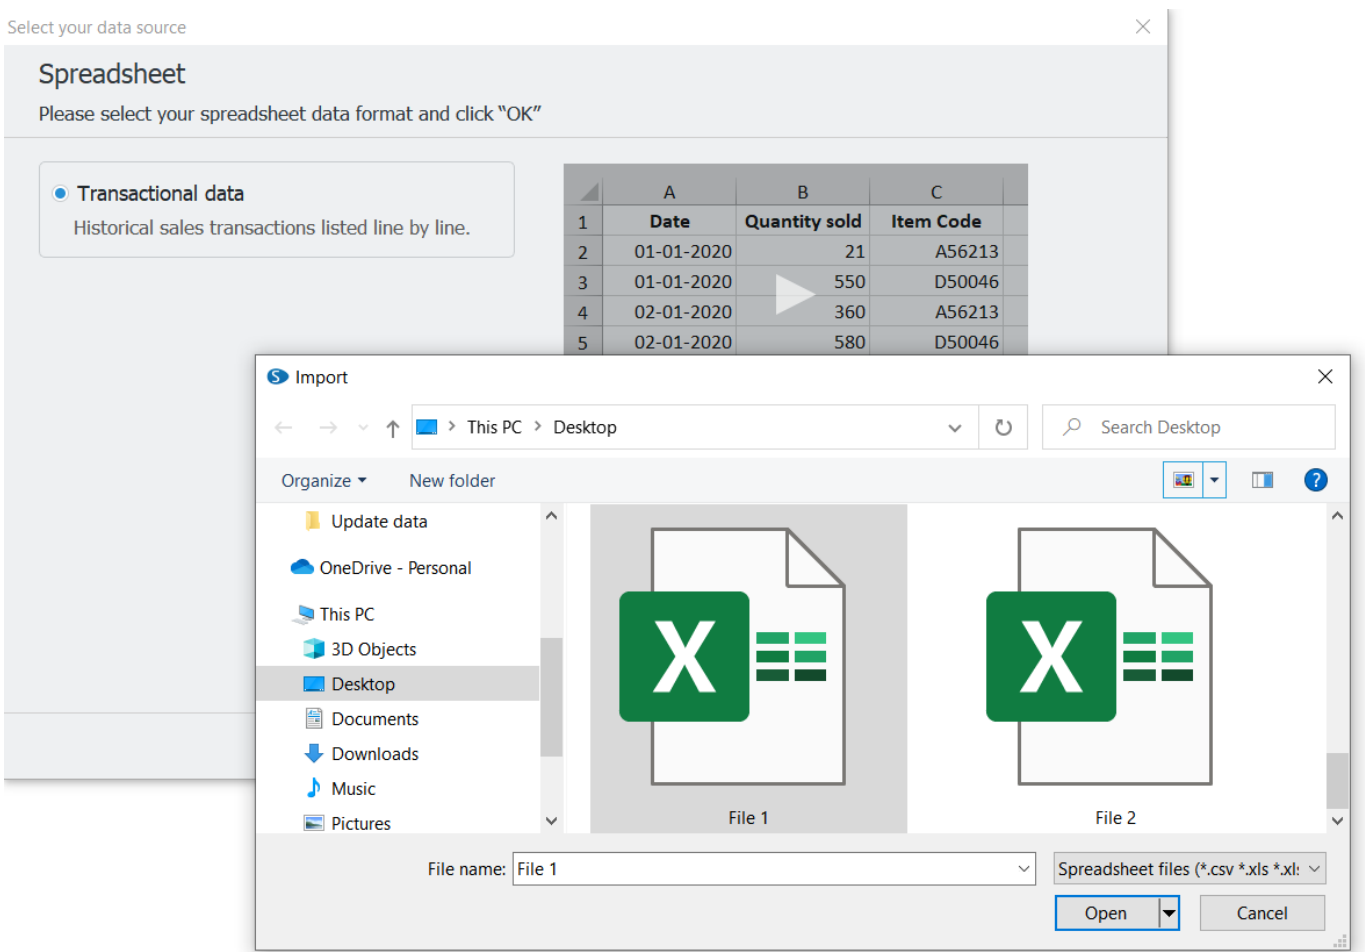 Select your data source
Spreadsheet
Please select your spreadsheet data format and click “OK”
Transactional data
Historical sales transactions listed line by line.
A B C
1 Date Quantity sold Item Code
2 01-01-2020 21 A56213
3 01-01-2020 550 D50046
4 02-01-2020 360 A56213
5 02-01-2020 580 D50046
S Import
This PC > Desktop
Search Desktop
Organize New folder
?
Update data
OneDrive - Personal
This PC
3D Objects
Desktop
Documents
Downloads
Music
Pictures
X
File 1
X
File 2
File name: File 1
Spreadsheet files (*.csv *.xls *.xl
Open Cancel